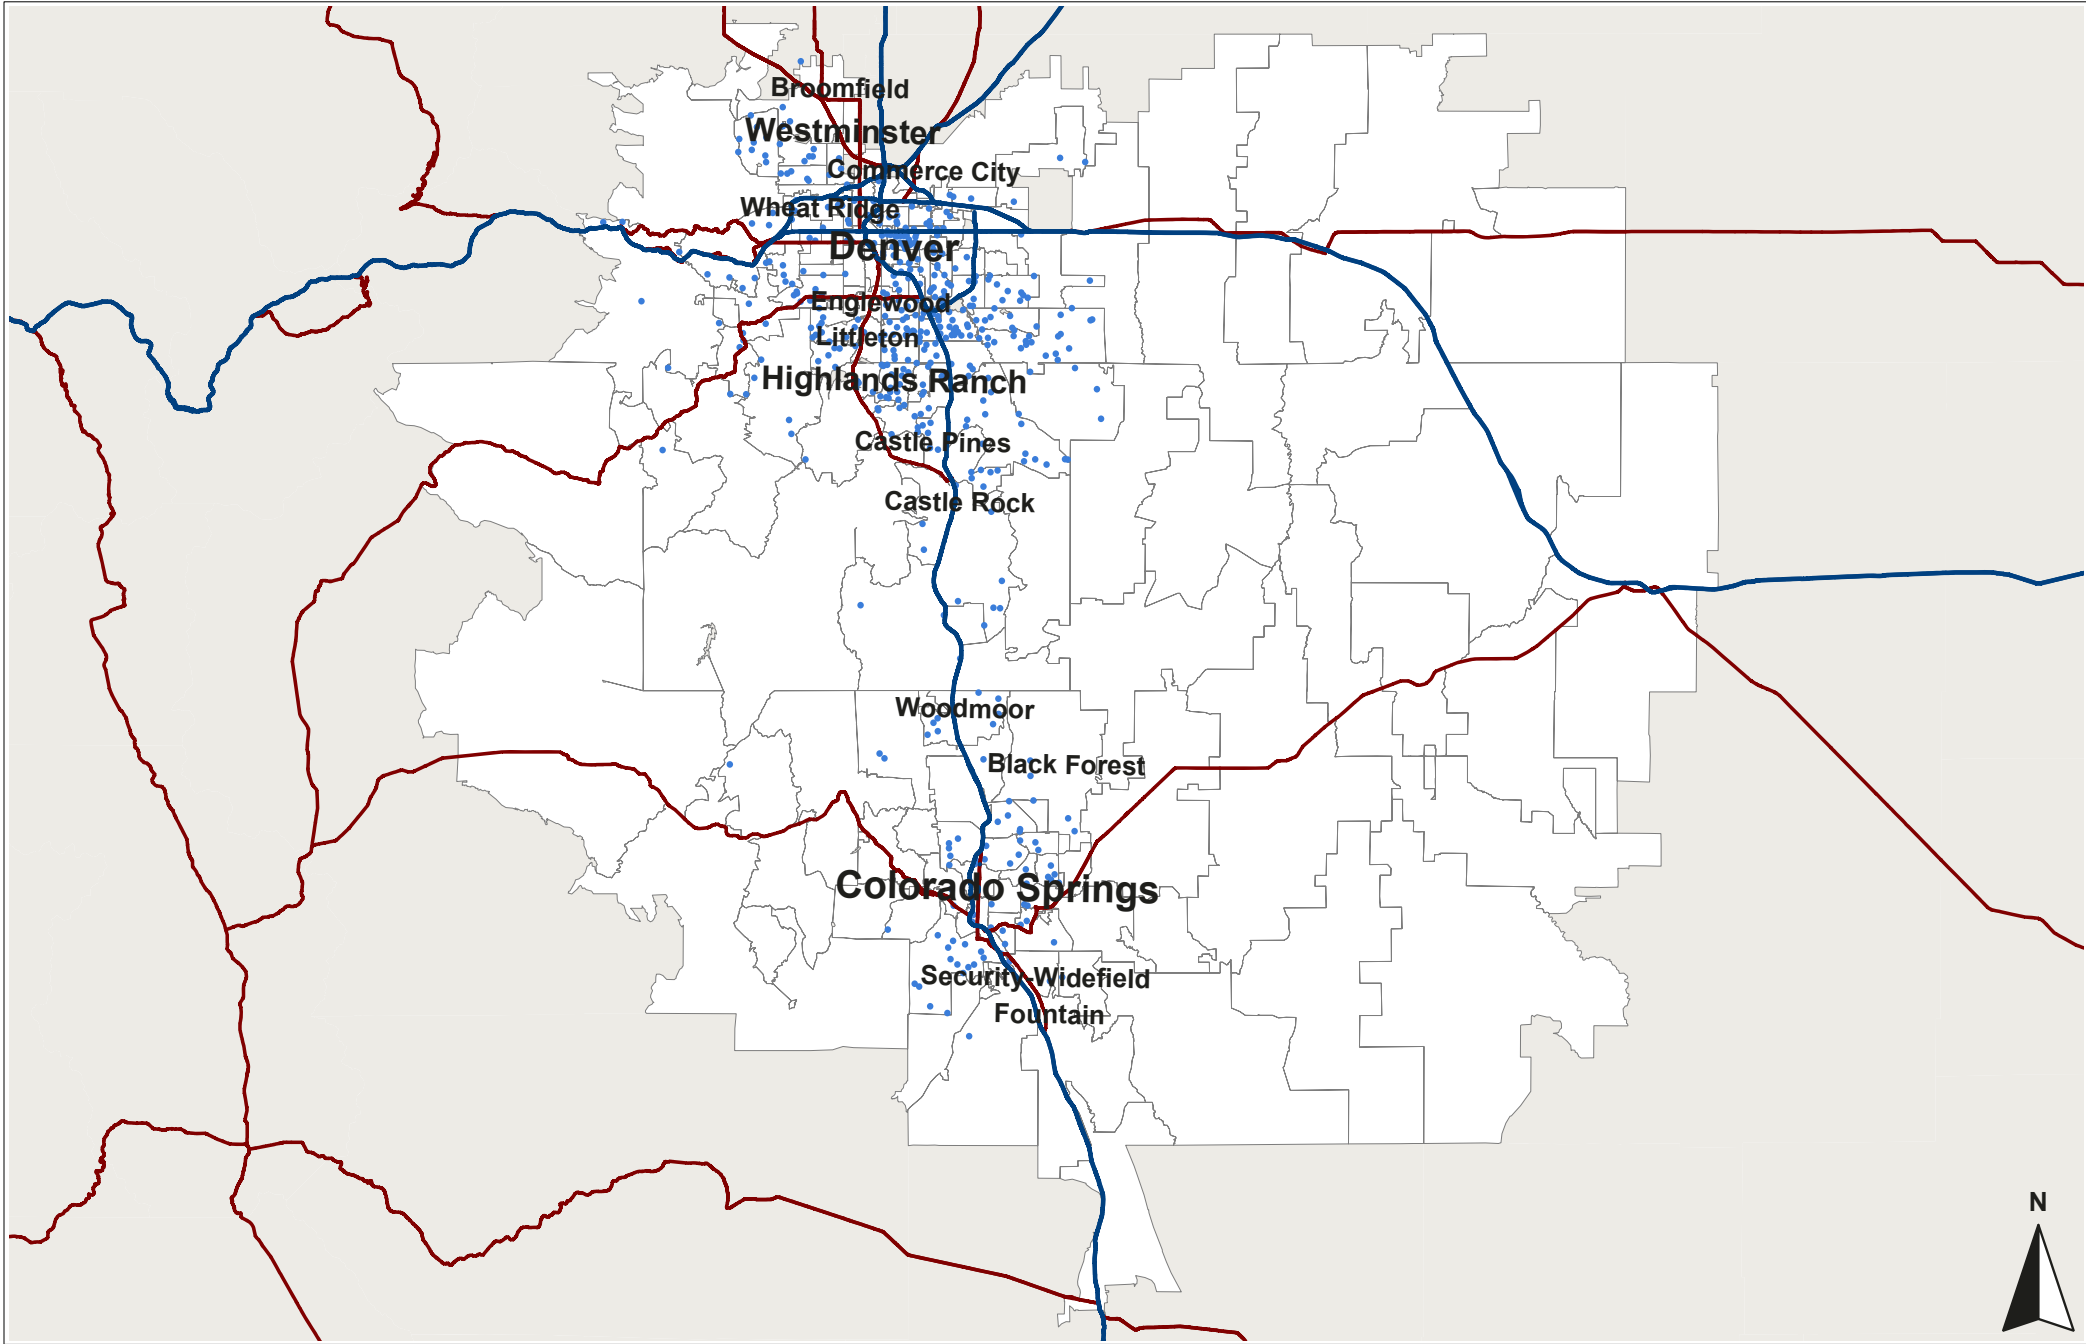 Broomfield
Westminster
Commerce City
Wheat Ridge
Denver
Englewood
Littleton
Highlands Ranch
Castle Pines
Castle Rock
Woodmoor
Black Forest
Colorado Springs
Security-Widefield
Fountain
N